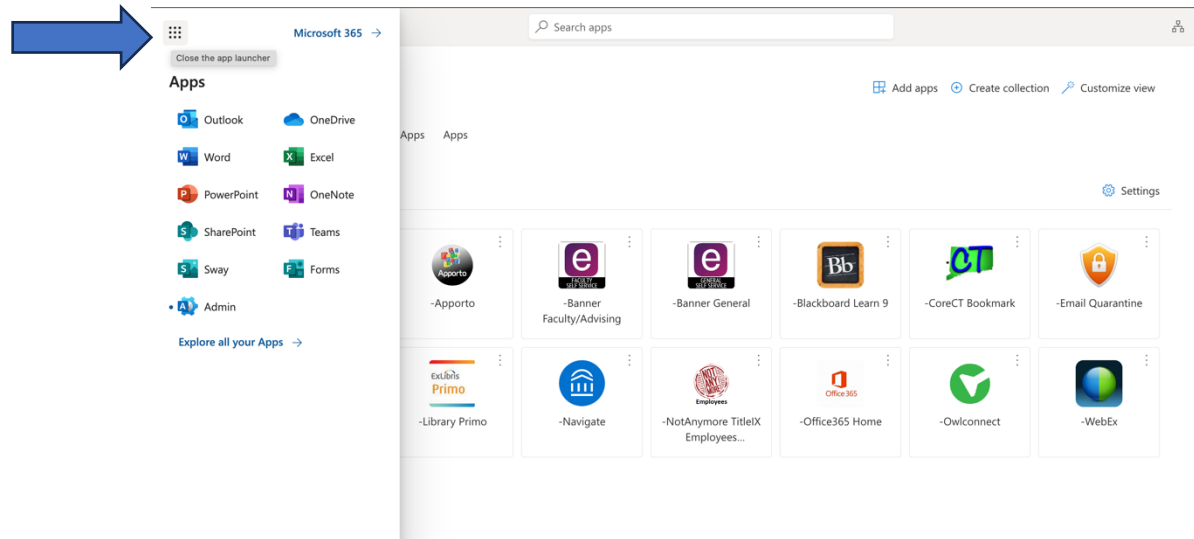 Microsoft 365 →
Search apps
Close the app launcher
Apps
Add apps
Create collection
Customize view
Outlook
OneDrive
Apps
Apps
Word
Excel
PowerPoint
OneNote
Settings
SharePoint
Teams
Sway
Forms
Admin
Explore all your Apps →
Apporto
-Apporto
e
FACULTY
SELF SERVICE
-Banner
Faculty/Advising
e
GENERAL
SELF SERVICE
-Banner General
Bb
-Blackboard Learn 9
CT
-CoreCT Bookmark
-Email Quarantine
ExLibris
Primo
-Library Primo
-Navigate
NOT
ANY
MORE
Employees
-NotAnymore TitleIX
Employees...
Office 365
-Office365 Home
-Owlconnect
-WebEx